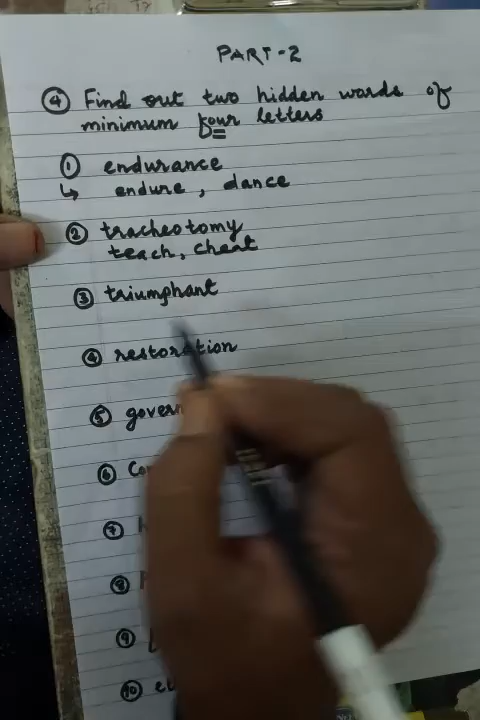 PART-2
④ Find out two hidden words of
minimum four letters
① endurance
↳ endure, dance
② tracheotomy
teach, cheat
③ triumphant
④ restoration
⑤
⑥
⑦
⑧
⑨
⑩